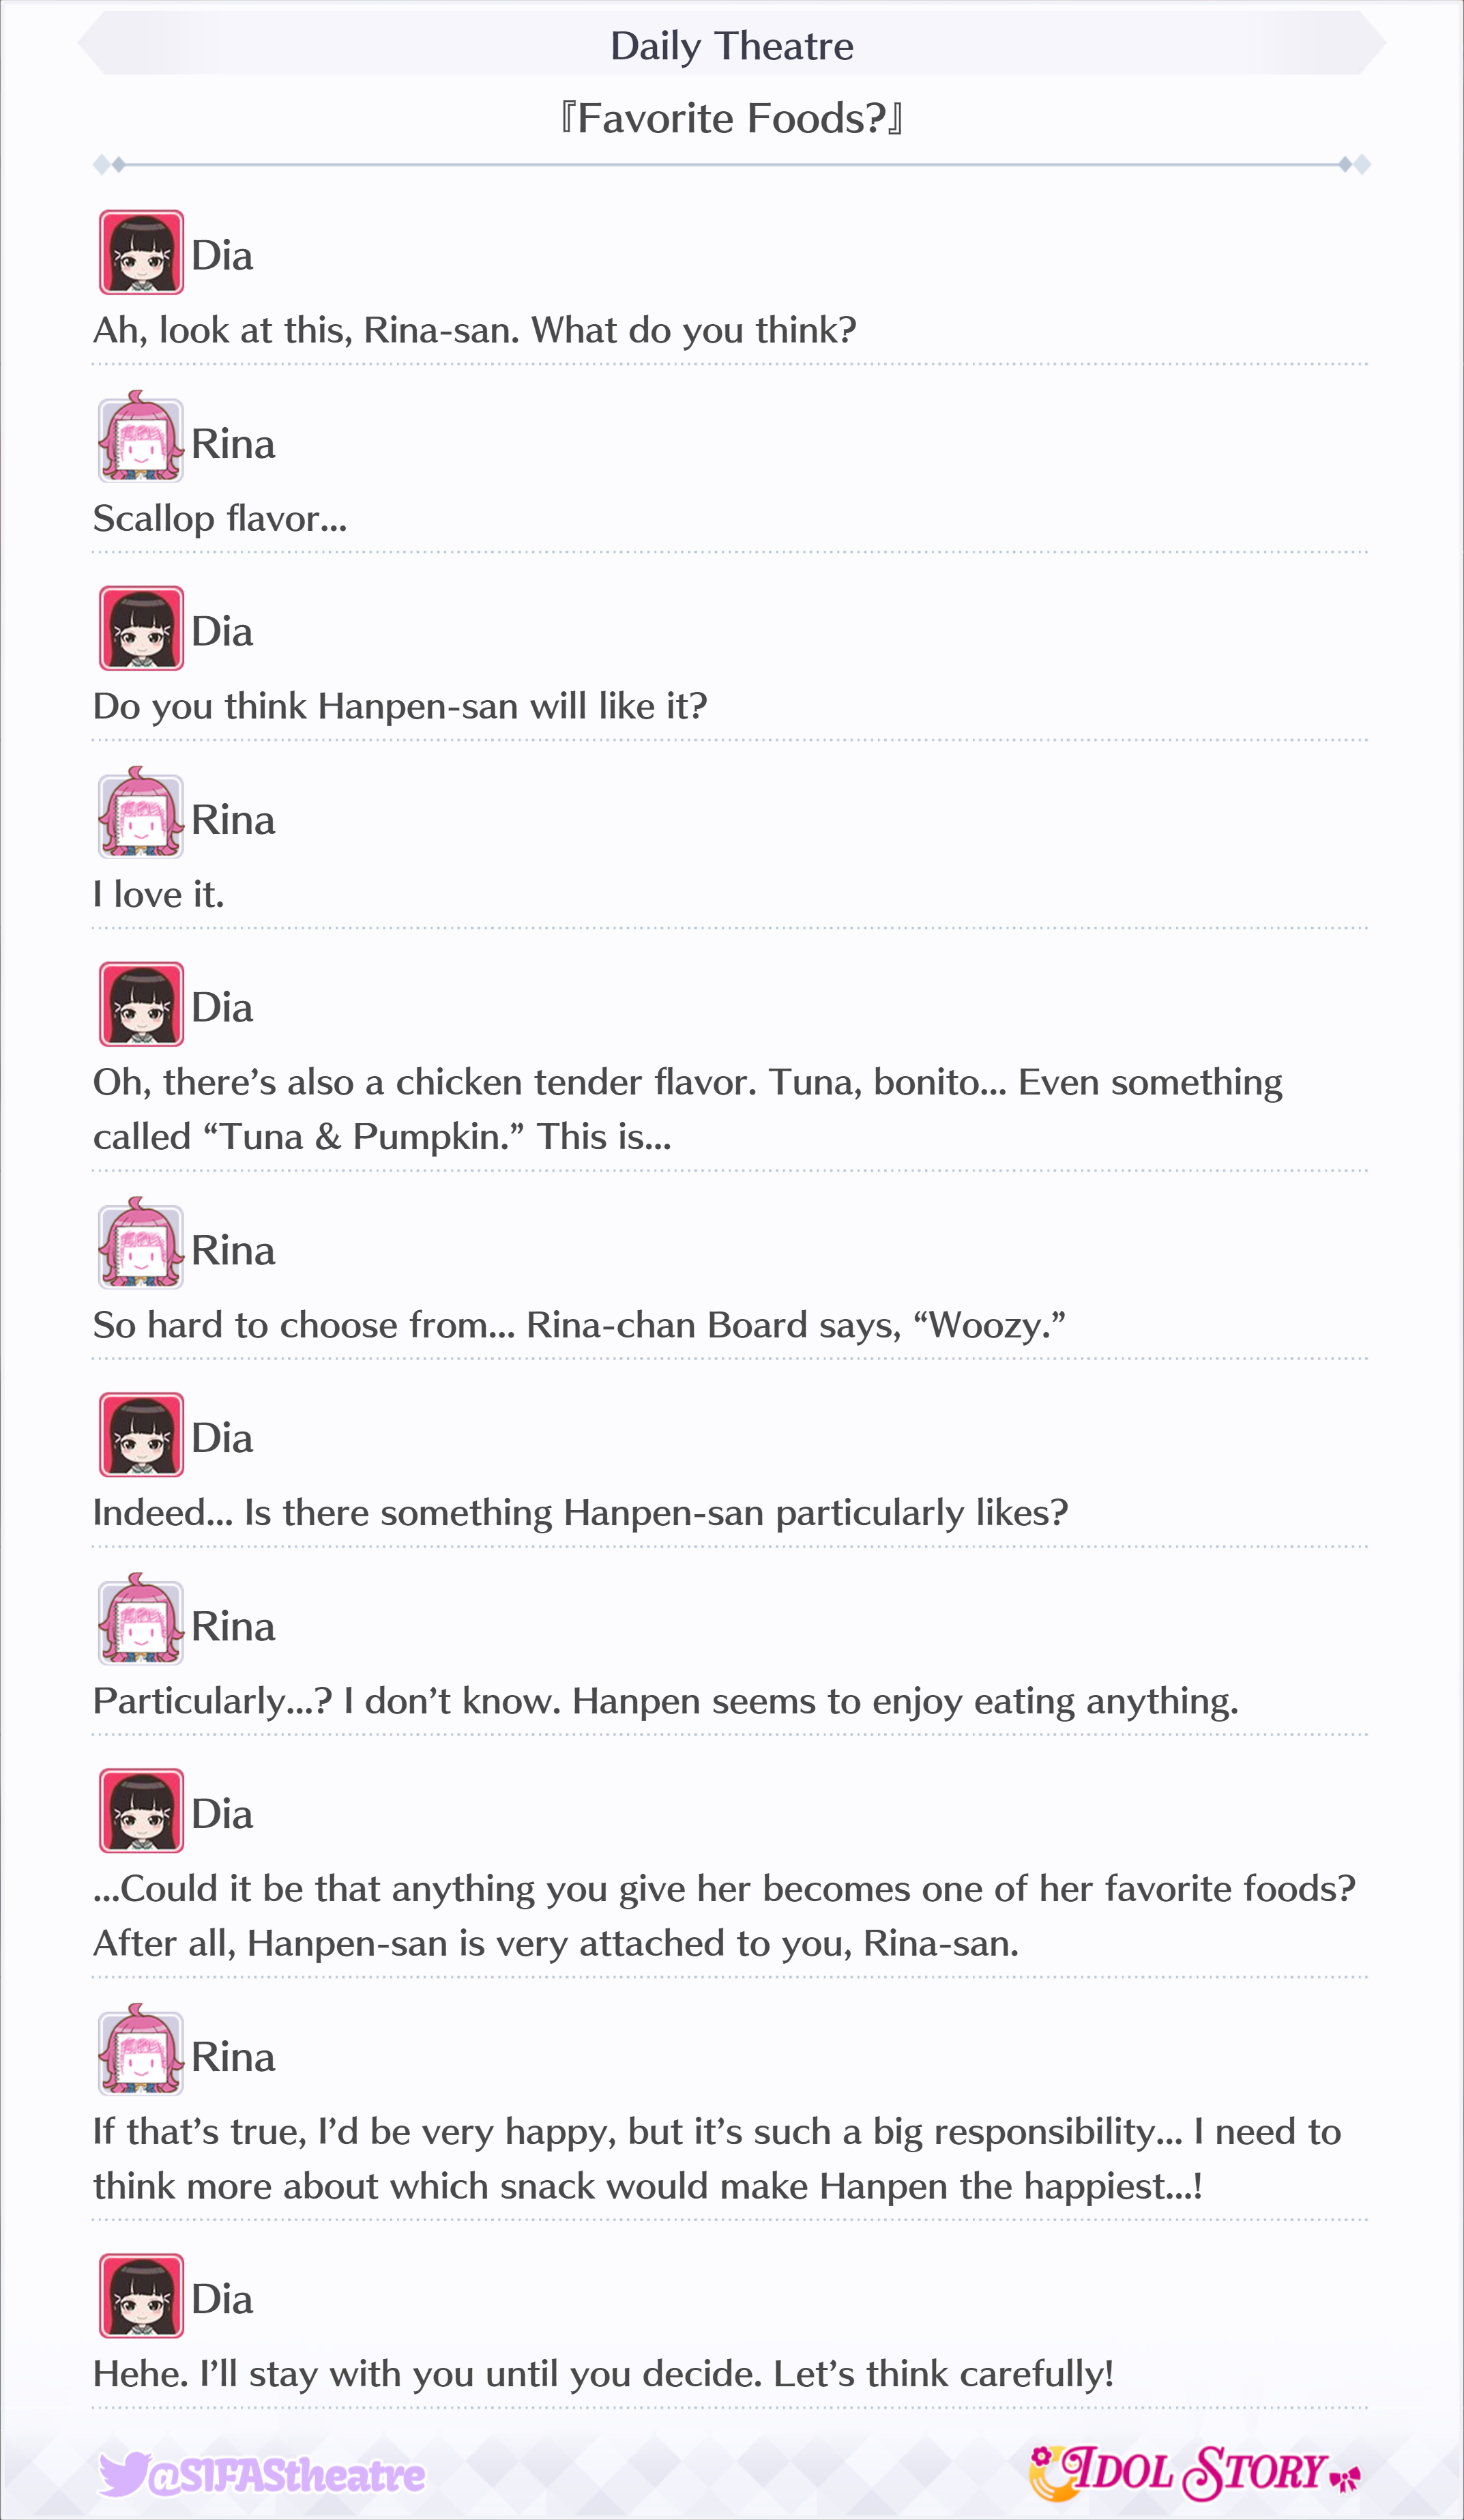 Daily Theatre
『Favorite Foods?』
Dia
Ah, look at this, Rina-san. What do you think?
Rina
Scallop flavor...
Dia
Do you think Hanpen-san will like it?
Rina
I love it.
Dia
Oh, there’s also a chicken tender flavor. Tuna, bonito... Even something
called “Tuna & Pumpkin.” This is...
Rina
So hard to choose from... Rina-chan Board says, “Woozy.”
Dia
Indeed... Is there something Hanpen-san particularly likes?
Rina
Particularly...? I don’t know. Hanpen seems to enjoy eating anything.
Dia
...Could it be that anything you give her becomes one of her favorite foods?
After all, Hanpen-san is very attached to you, Rina-san.
Rina
If that’s true, I’d be very happy, but it’s such a big responsibility... I need to
think more about which snack would make Hanpen the happiest...!
Dia
Hehe. I’ll stay with you until you decide. Let’s think carefully!
@SIFAStheatre
IDOL STORY